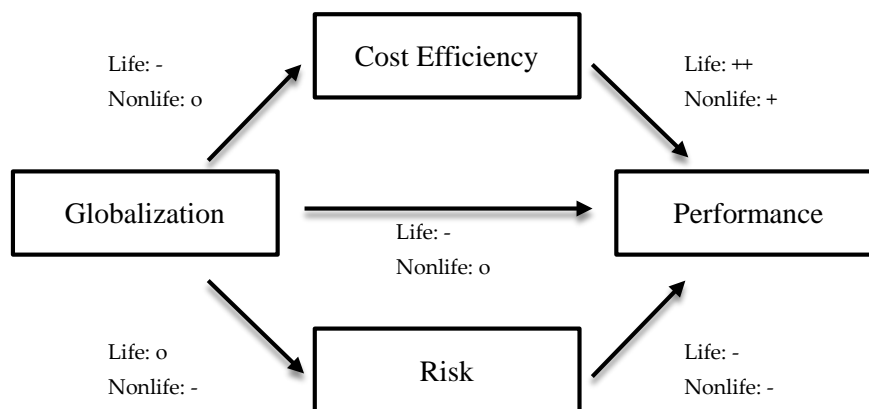 Cost Efficiency
Life: -
Nonlife: o
Life: ++
Nonlife: +
Globalization
Performance
Life: -
Nonlife: o
Life: o
Nonlife: -
Risk
Life: -
Nonlife: -